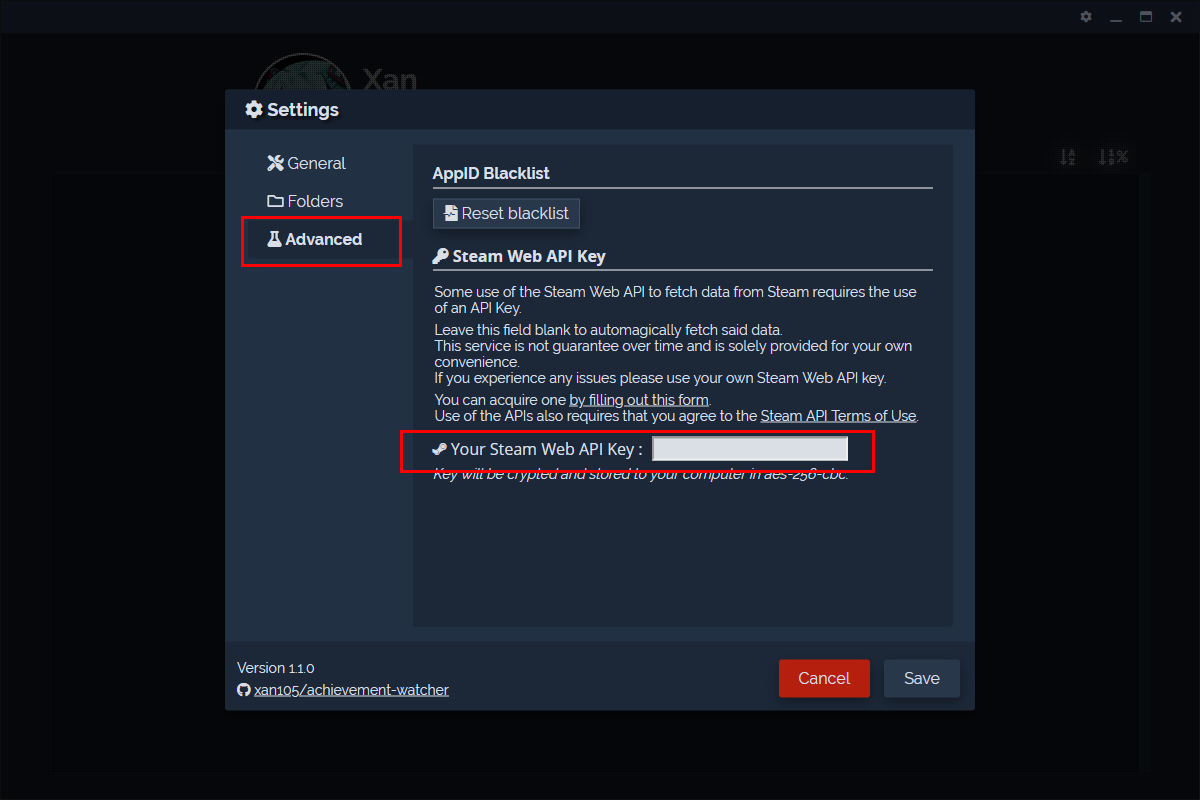 Xan
Settings
General
Folders
Advanced
AppID Blacklist
Reset blacklist
Steam Web API Key
Some use of the Steam Web API to fetch data from Steam requires the use
of an API Key.
Leave this field blank to automagically fetch said data.
This service is not guarantee over time and is solely provided for your own
convenience.
If you experience any issues please use your own Steam Web API key.
You can acquire one by filling out this form.
Use of the APIs also requires that you agree to the Steam API Terms of Use.
Your Steam Web API Key :
Key will be crypted and stored to your computer in aes-256-cbc.
Version 1.1.0
xan105/achievement-watcher
Cancel
Save